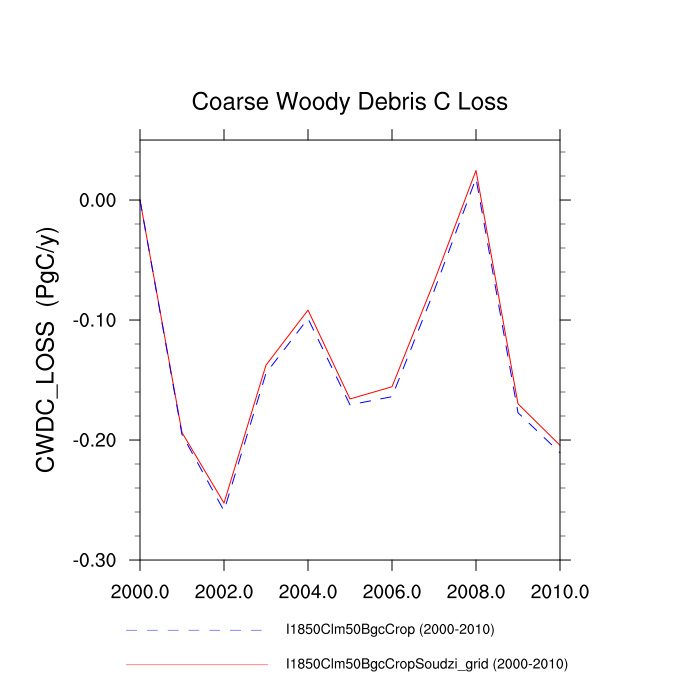 Coarse Woody Debris C Loss
CWDC_LOSS (PgC/y)
0.00
-0.10
-0.20
-0.30
2000.0 2002.0 2004.0 2006.0 2008.0 2010.0
I1850Clm50BgcCrop (2000-2010)
I1850Clm50BgcCropSoudzi_grid (2000-2010)